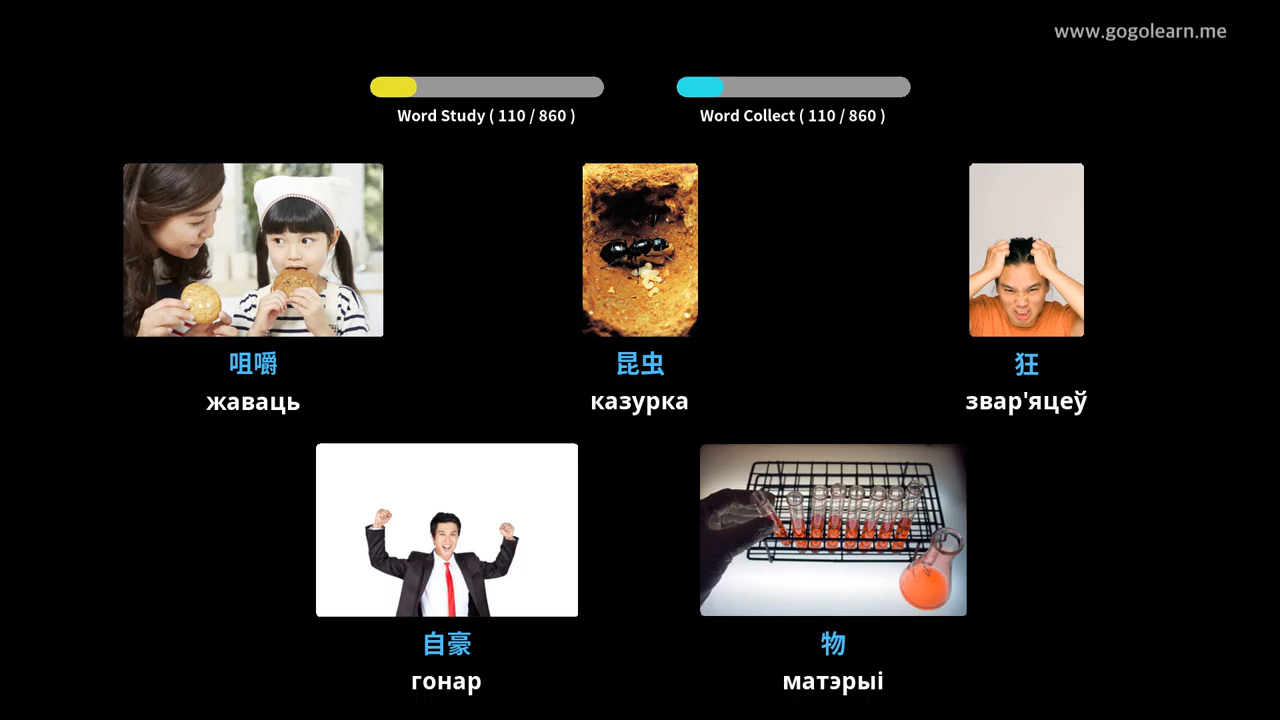 www.gogolearn.me
Word Study ( 110 / 860 )
Word Collect ( 110 / 860 )
咀嚼
жаваць
昆虫
казурка
狂
звар'яцеў
自豪
гонар
物
матэрыі